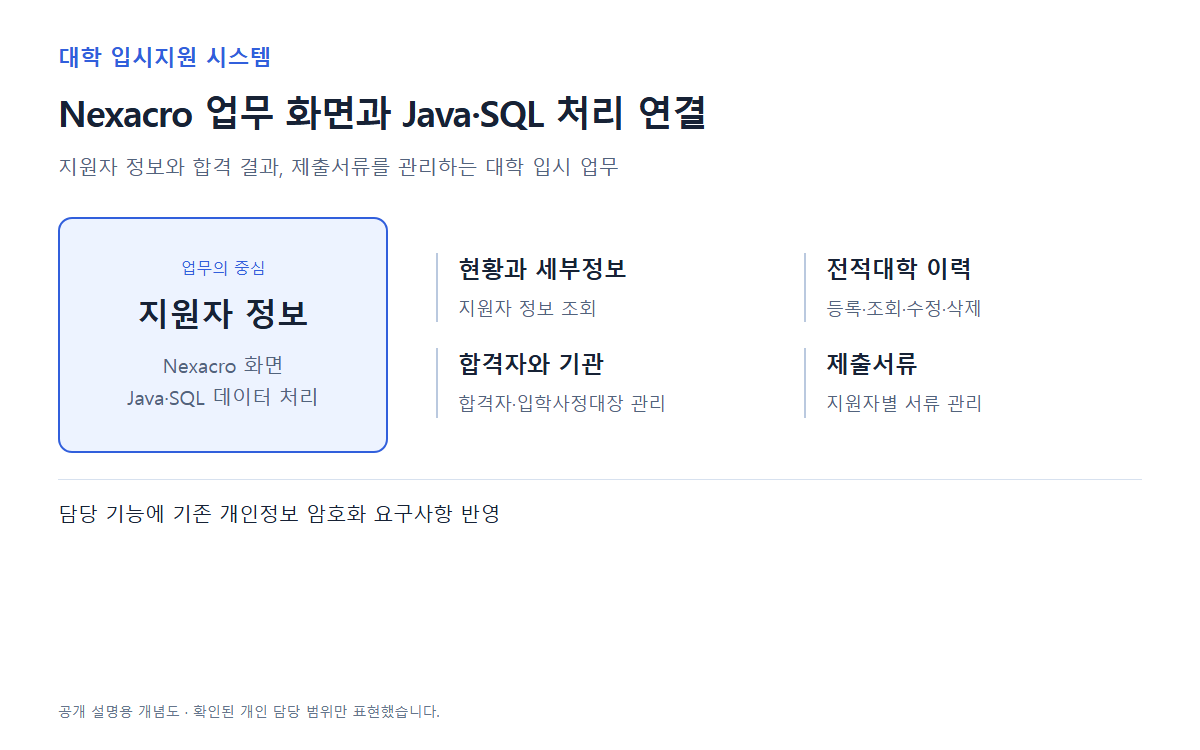 대학 입시지원 시스템
Nexacro 업무 화면과 Java·SQL 처리 연결
지원자 정보와 합격 결과, 제출서류를 관리하는 대학 입시 업무
업무의 중심
지원자 정보
Nexacro 화면
Java·SQL 데이터 처리
현황과 세부정보
지원자 정보 조회
전적대학 이력
등록·조회·수정·삭제
합격자와 기관
합격자·입학사정대장 관리
제출서류
지원자별 서류 관리
담당 기능에 기존 개인정보 암호화 요구사항 반영
공개 설명용 개념도 · 확인된 개인 담당 범위만 표현했습니다.